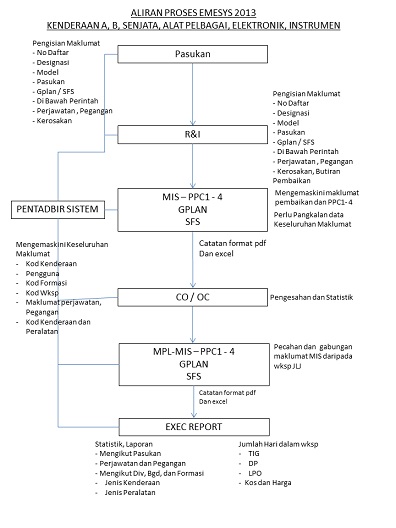 ALIRAN PROSES EMESYS 2013
KENDERAAN A, B, SENJATA, ALAT PELBAGAI, ELEKTRONIK, INSTRUMEN
Pengisian Maklumat
- No Daftar
- Designasi
- Model
- Pasukan
- Gplan / SFS
- Di Bawah Perintah
- Perjawatan , Pegangan
- Kerosakan
Pasukan
Pengisian Maklumat
- No Daftar
- Designasi
- Model
- Pasukan
- Gplan / SFS
- Di Bawah Perintah
- Perjawatan , Pegangan
- Kerosakan, Butiran
Pembaikan
R&I
PENTADBIR SISTEM
MIS – PPC1 - 4
GPLAN
SFS
Mengemaskini maklumat
pembaikan dan PPC1- 4
Perlu Pangkalan data
Keseluruhan Maklumat
Catatan format pdf
Dan excel
Mengemaskini Keseluruhan
Maklumat
- Kod Kenderaan
- Pengguna
- Kod Formasi
- Kod Wksp
- Maklumat perjawatan,
Pegangan
- Kod Kenderaan dan
Peralatan
CO / OC
Pengesahan dan Statistik
MPL-MIS – PPC1 - 4
GPLAN
SFS
Pecahan dan gabungan
maklumat MIS daripada
wksp JLJ
Catatan format pdf
Dan excel
EXEC REPORT
Statistik, Laporan
- Mengikut Pasukan
- Perjawatan dan Pegangan
- Mengikut Div, Bgd, dan Formasi
- Jenis Kenderaan
- Jenis Peralatan
Jumlah Hari dalam wksp
- TIG
- DP
- LPO
- Kos dan Harga